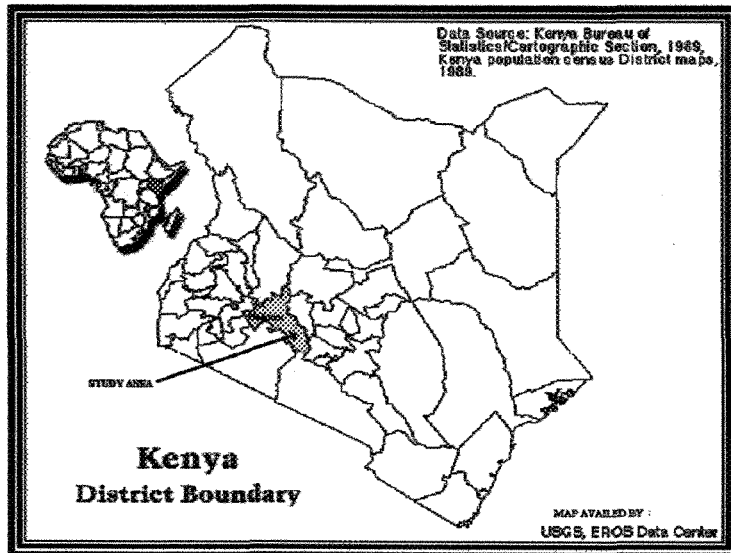 Data Source: Kenya Bureau of
Statistics/Cartographic Section, 1989,
Kenya population census District maps,
1989.
STUDY AREA
Kenya
District Boundary
MAP AVAILED BY :
USGS, EROS Data Center